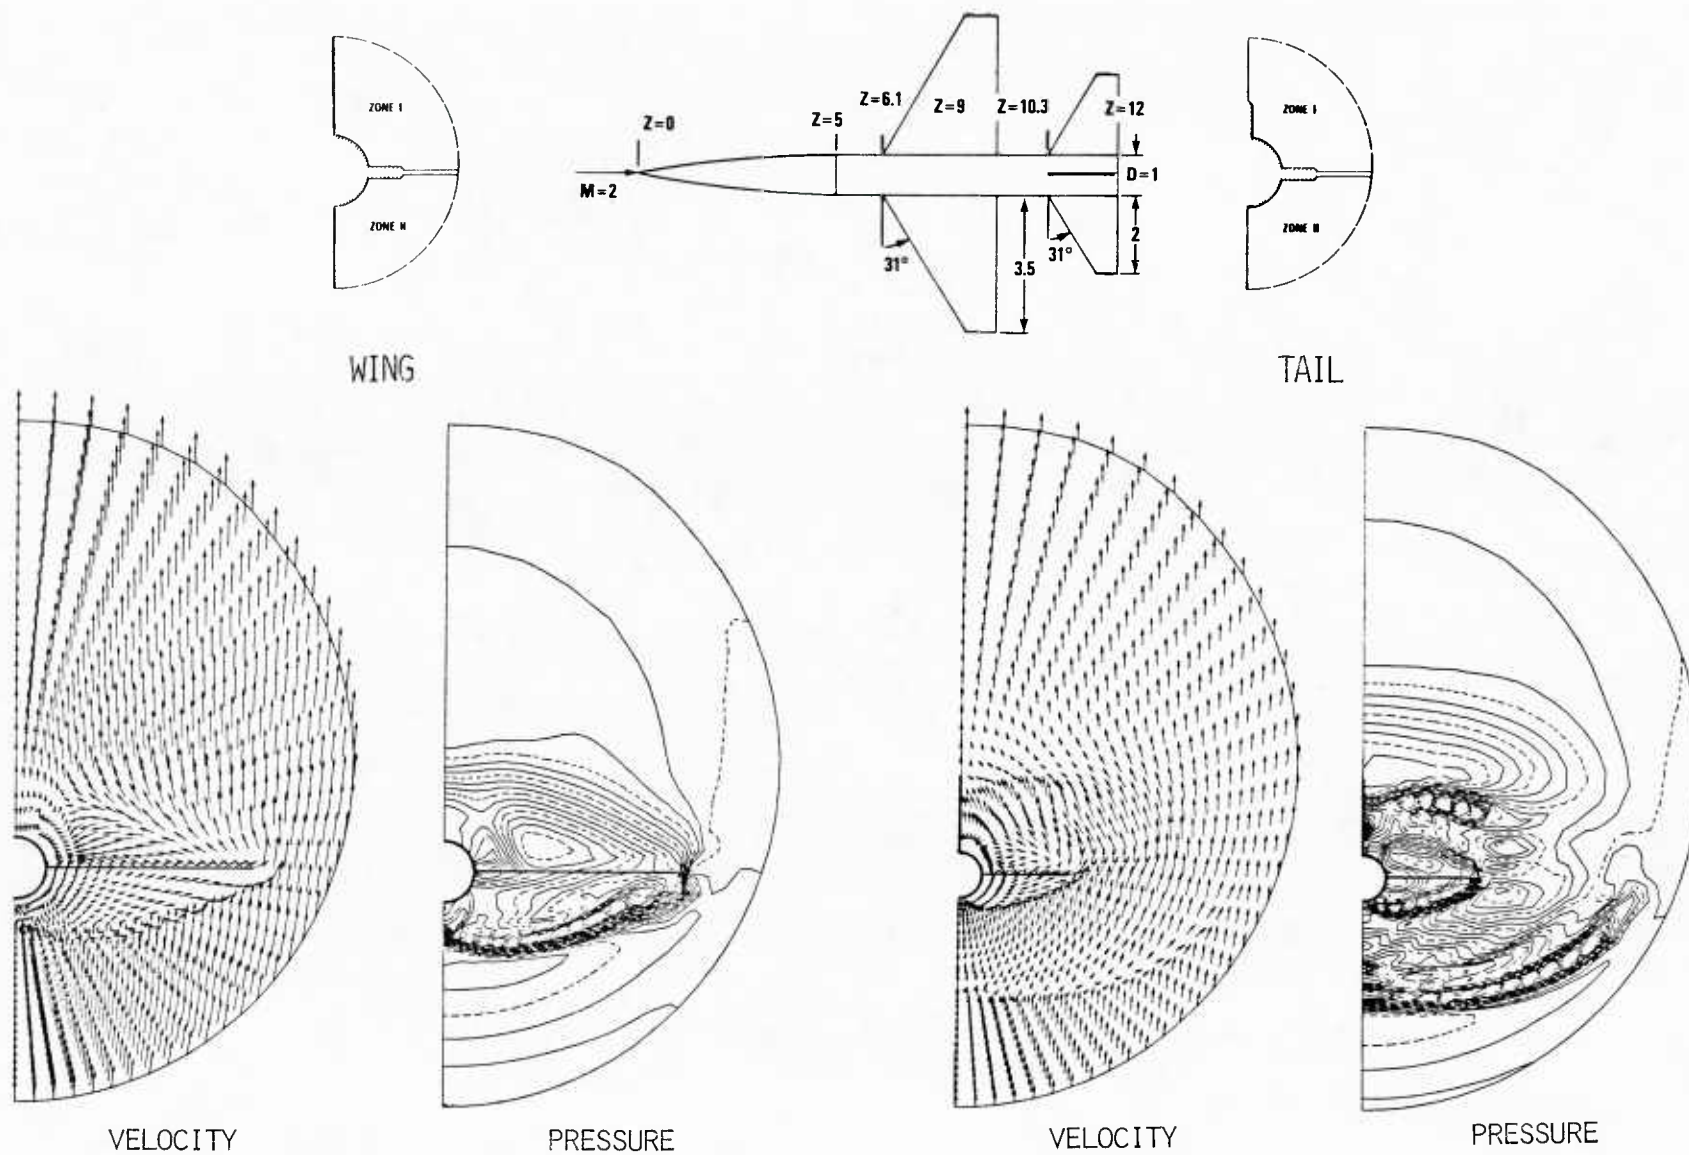 ZONE I
ZONE II
Z=0
Z=5
Z=6.1
Z=9
Z=10.3
Z=12
M=2
D=1
31°
3.5
31°
2
ZONE I
ZONE II
WING
TAIL
VELOCITY
PRESSURE
VELOCITY
PRESSURE